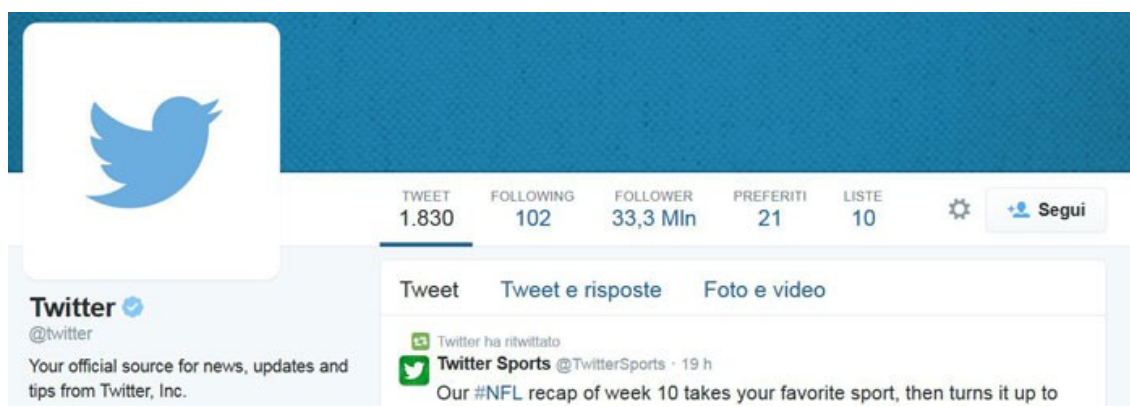 TWEET FOLLOWING FOLLOWER PREFERITI LISTE
1.830 102 33,3 Mln 21 10
Segui
Tweet Tweet e risposte Foto e video
Twitter
@twitter
Your official source for news, updates and
tips from Twitter, Inc.
Twitter ha ritwittato
Twitter Sports @TwitterSports · 19 h
Our #NFL recap of week 10 takes your favorite sport, then turns it up to